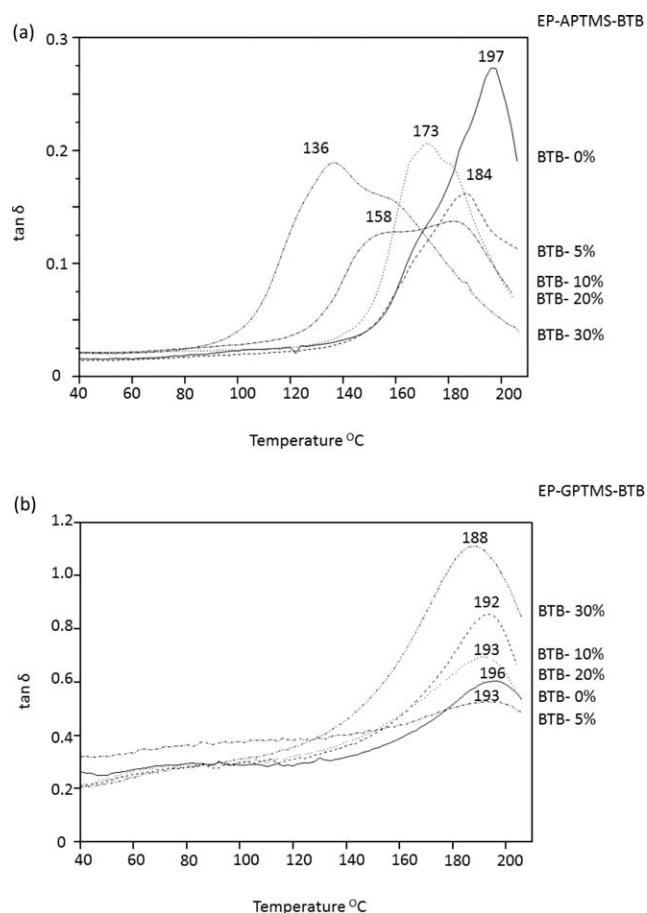 (a)
EP-APTMS-BTB
0.3
197
173
136
0.2
BTB- 0%
184
158
tan δ
BTB- 5%
0.1
BTB- 10%
BTB- 20%
BTB- 30%
0
40 60 80 100 120 140 160 180 200
Temperature ᴼC
EP-GPTMS-BTB
(b)
1.2
188
1.0
BTB- 30%
192
0.8
193
BTB- 10%
tan δ
0.6
196
BTB- 20%
193
BTB- 0%
BTB- 5%
0.4
0.2
0
40 60 80 100 120 140 160 180 200
Temperature ᴼC